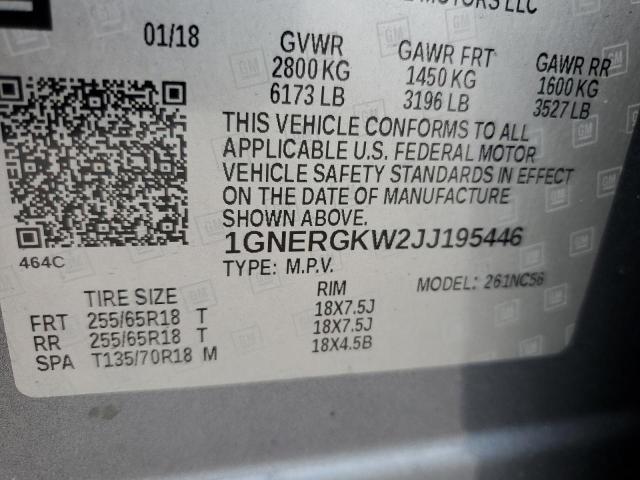 MOTORS LLC
01/18 GVWR GAWR FRT GAWR RR
2800 KG 1450 KG 1600 KG
6173 LB 3196 LB 3527 LB
THIS VEHICLE CONFORMS TO ALL
APPLICABLE U.S. FEDERAL MOTOR
VEHICLE SAFETY STANDARDS IN EFFECT
ON THE DATE OF MANUFACTURE
SHOWN ABOVE.
1GNERGKW2JJ195446
464C
TYPE: M.P.V. MODEL: 261NC56
TIRE SIZE RIM
FRT 255/65R18 T 18X7.5J
RR 255/65R18 T 18X7.5J
SPA T135/70R18 M 18X4.5B